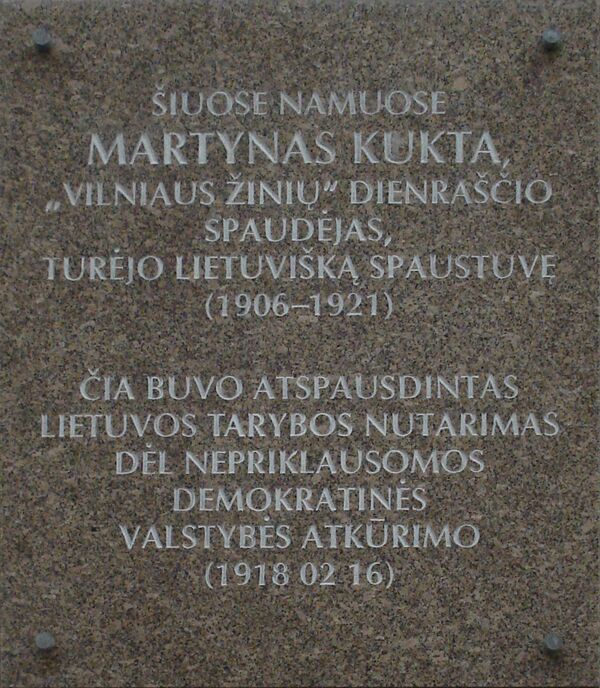 ŠIUOSE NAMUOSE
MARTYNAS KUKTA,
„VILNIAUS ŽINIŲ“ DIENRAŠČIO
SPAUDĖJAS,
TURĖJO LIETUVIŠKĄ SPAUSTUVĘ
(1906–1921)
ČIA BUVO ATSPAUSDINTAS
LIETUVOS TARYBOS NUTARIMAS
DĖL NEPRIKLAUSOMOS
DEMOKRATINĖS
VALSTYBĖS ATKŪRIMO
(1918 02 16)